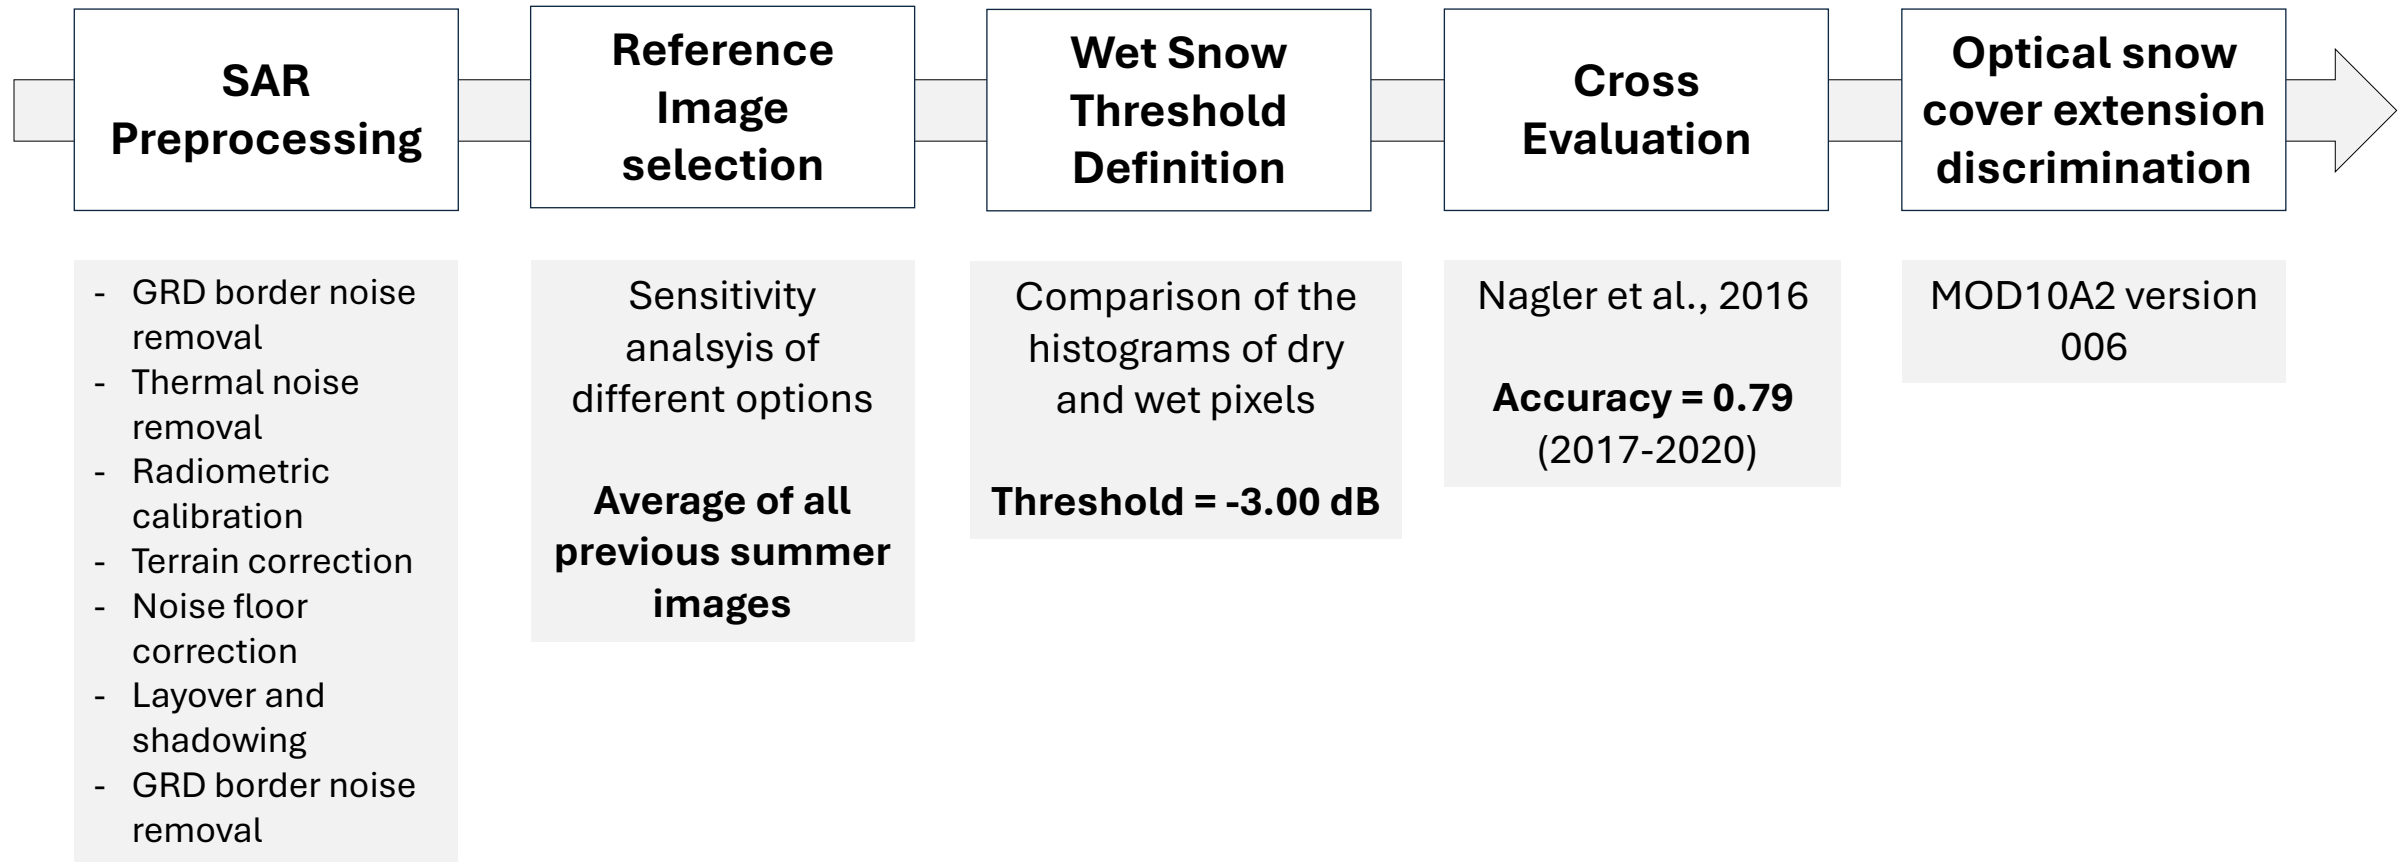 SAR
Preprocessing
Reference
Image
selection
Wet Snow
Threshold
Definition
Cross
Evaluation
Optical snow
cover extension
discrimination
- GRD border noise
removal
- Thermal noise
removal
- Radiometric
calibration
- Terrain correction
- Noise floor
correction
- Layover and
shadowing
- GRD border noise
removal
Sensitivity
analsyis of
different options
Average of all
previous summer
images
Comparison of the
histograms of dry
and wet pixels
Threshold = -3.00 dB
Nagler et al., 2016
Accuracy = 0.79
(2017-2020)
MOD10A2 version
006